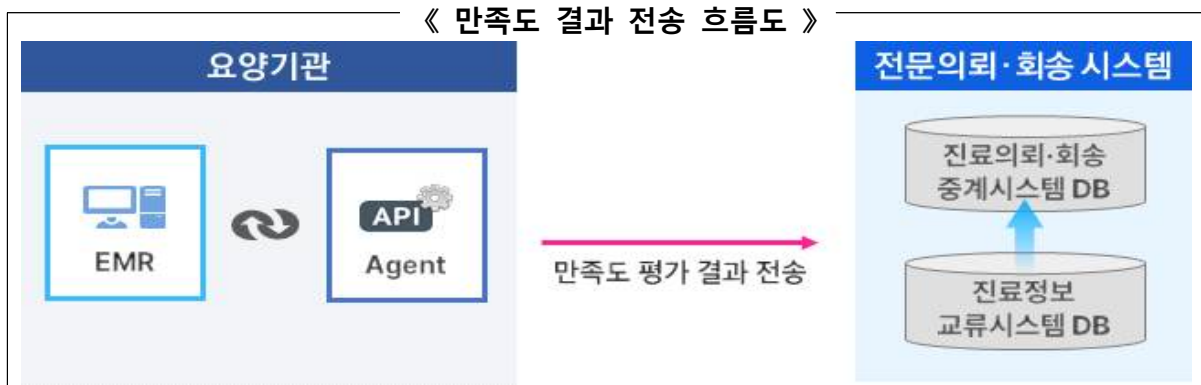 《 만족도 결과 전송 흐름도 》
요양기관
전문의뢰·회송 시스템
EMR
API
Agent
만족도 평가 결과 전송
진료의뢰·회송
중계시스템 DB
진료정보
교류시스템 DB